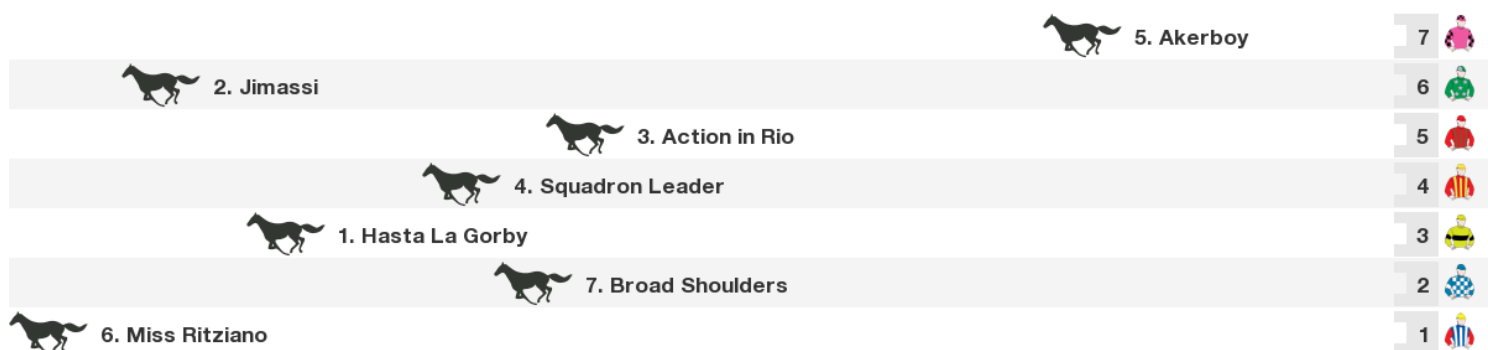 5. Akerboy 7
2. Jimassi 6
3. Action in Rio 5
4. Squadron Leader 4
1. Hasta La Gorby 3
7. Broad Shoulders 2
6. Miss Ritziano 1